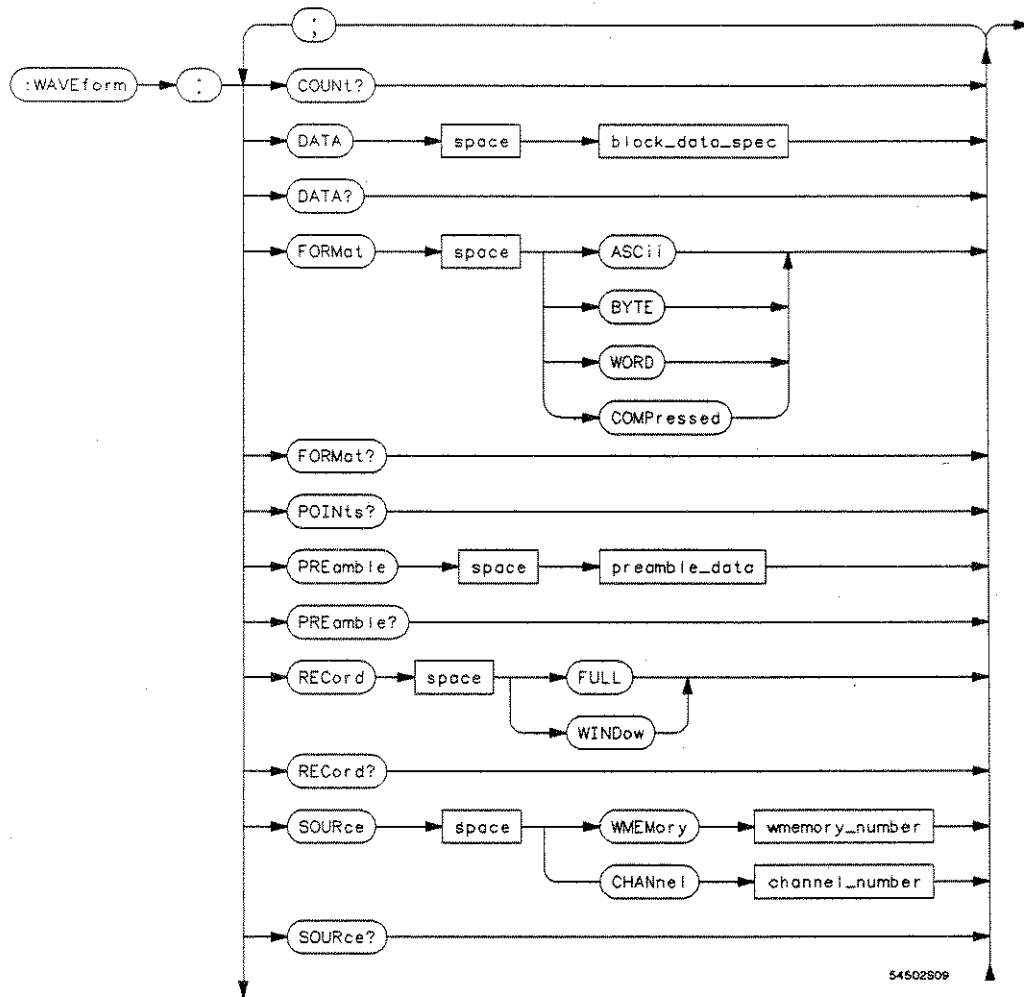 ;
:WAVEform : COUNt?
DATA space block_data_spec
DATA?
FORMat space ASCii
BYTE
WORD
COMPressed
FORMat?
POINts?
PREamble space preamble_data
PREamble?
RECord space FULL
WINDow
RECord?
SOURce space WMEMory wmemory_number
CHANnel channel_number
SOURce?
54502S09